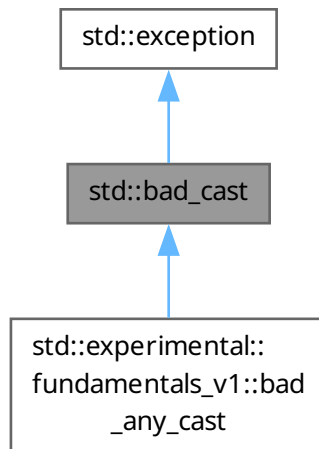 std::exception
std::bad_cast
std::experimental::
fundamentals_v1::bad
_any_cast